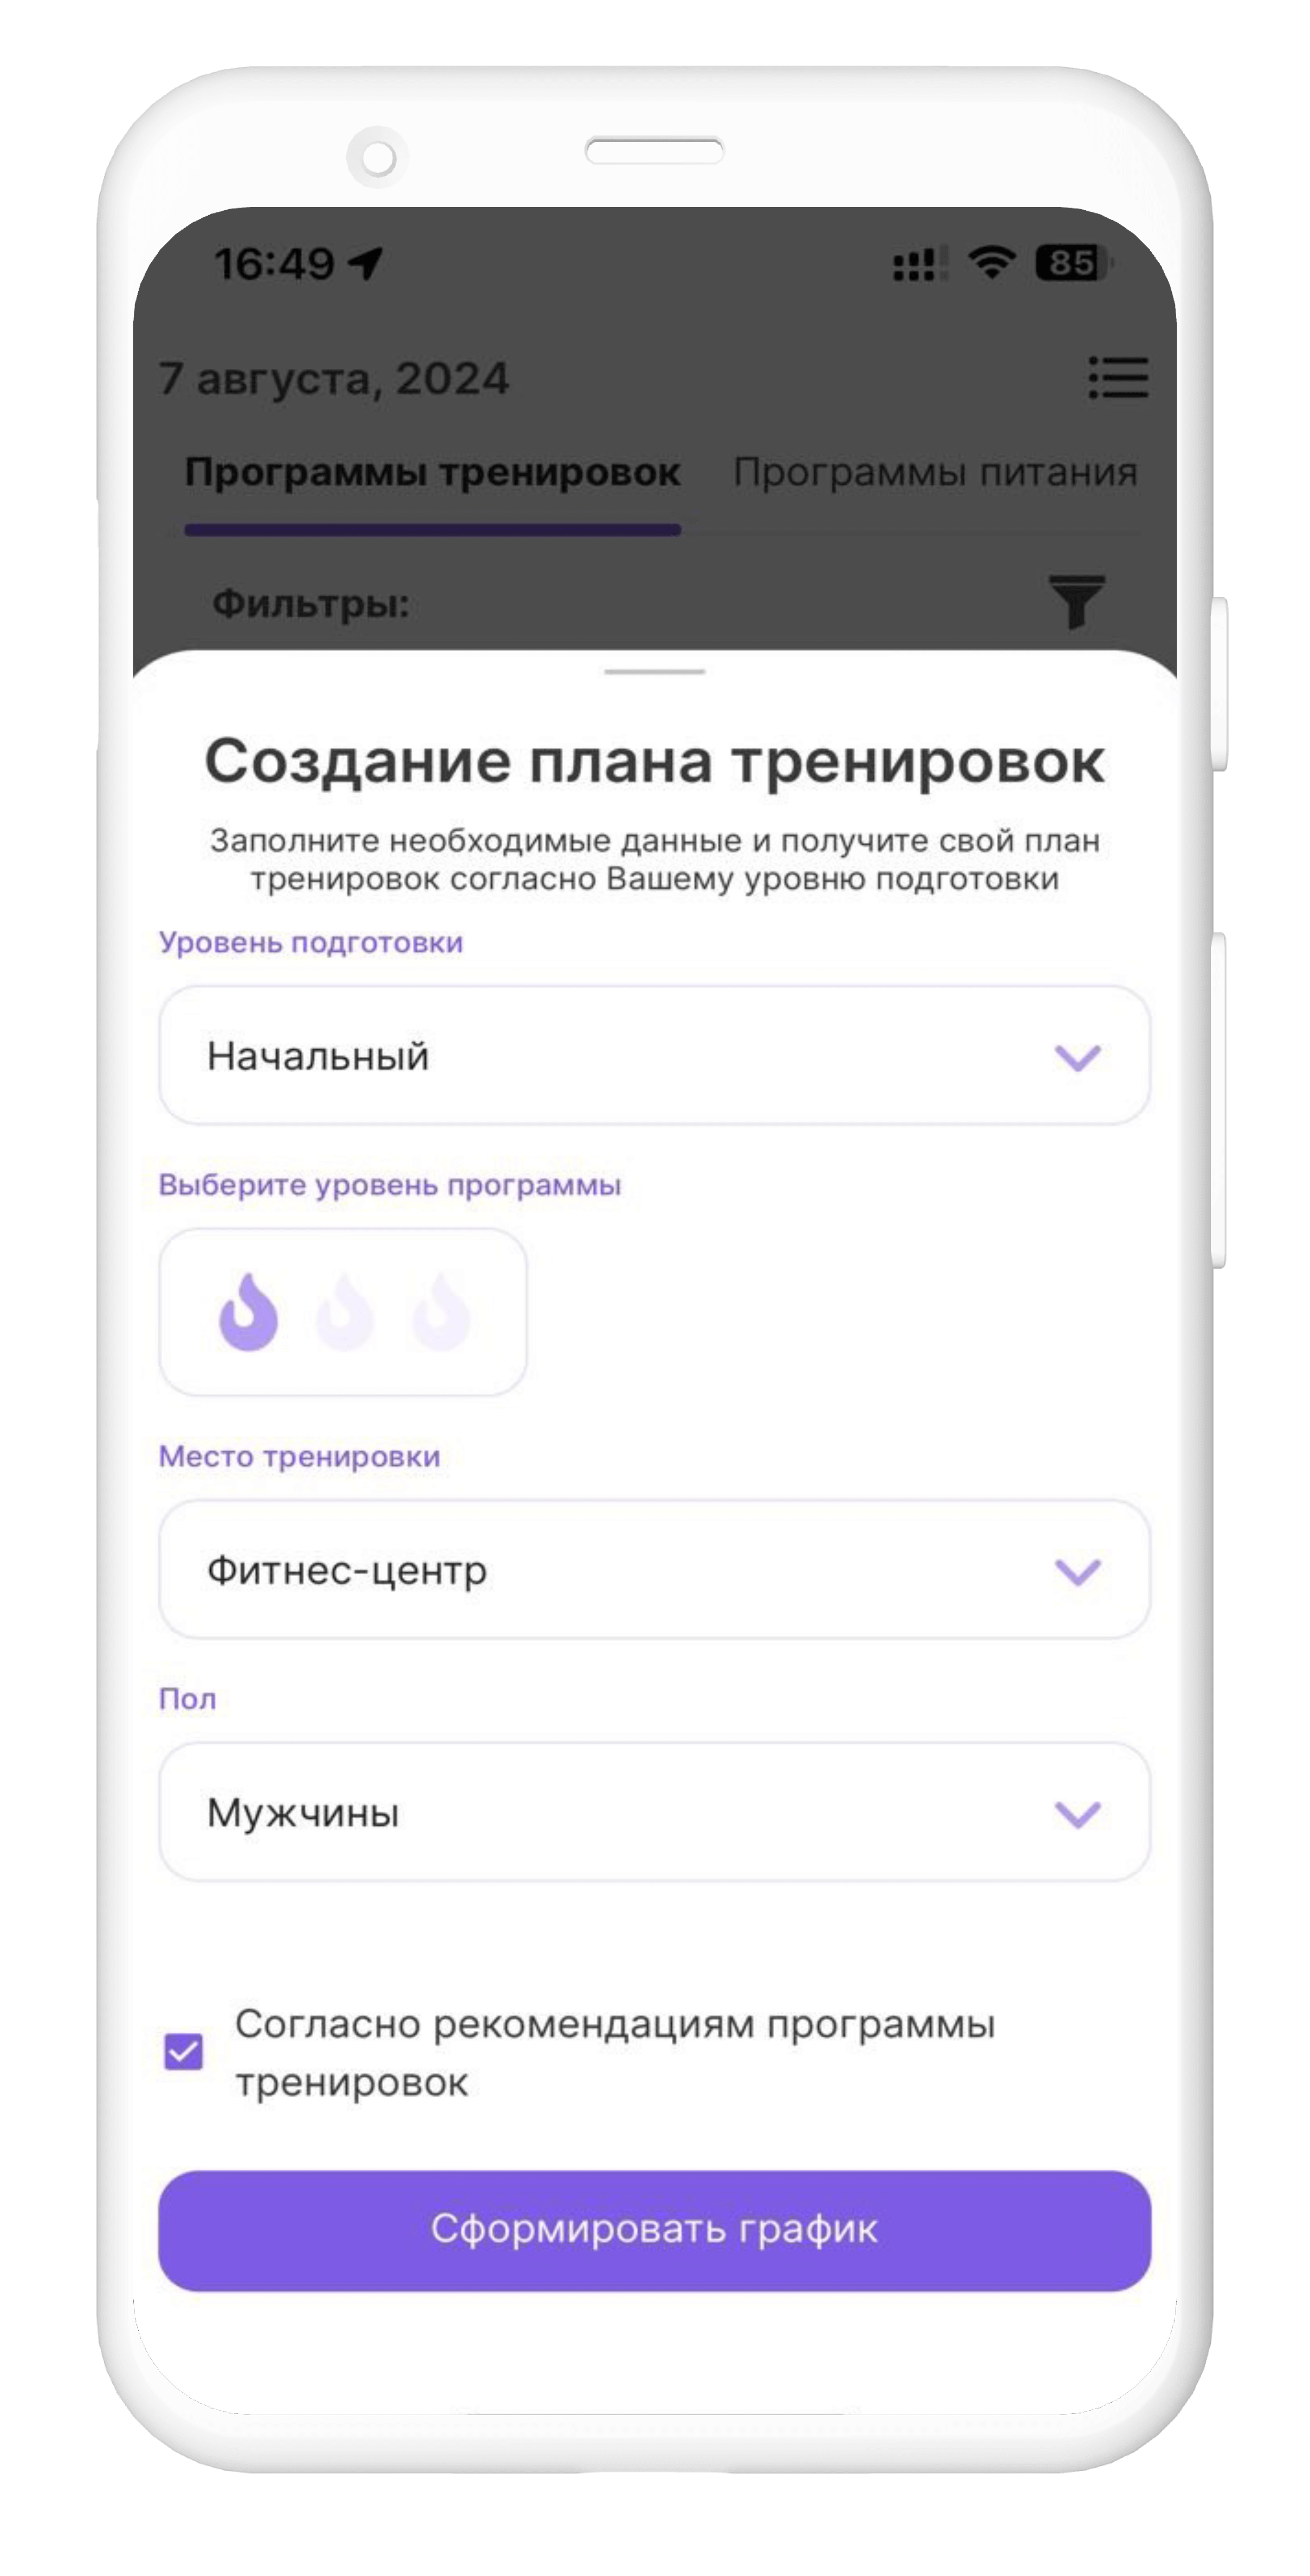 16:49
85
7 августа, 2024
Программы тренировок Программы питания
Фильтры:
Создание плана тренировок
Заполните необходимые данные и получите свой план
тренировок согласно Вашему уровню подготовки
Уровень подготовки
Начальный
Выберите уровень программы
Место тренировки
Фитнес-центр
Пол
Мужчины
Согласно рекомендациям программы
тренировок
Сформировать график